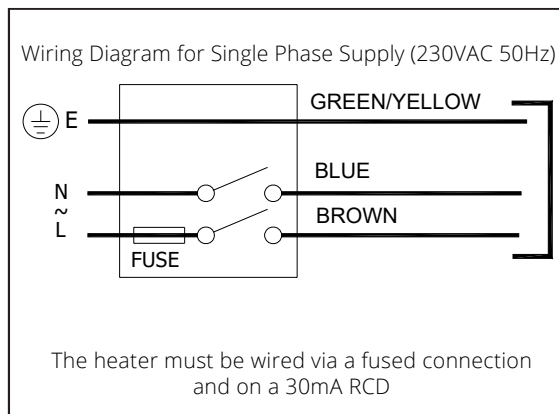 Wiring Diagram for Single Phase Supply (230VAC 50Hz)
GREEN/YELLOW
E
BLUE
N
~
L
BROWN
FUSE
The heater must be wired via a fused connection
and on a 30mA RCD